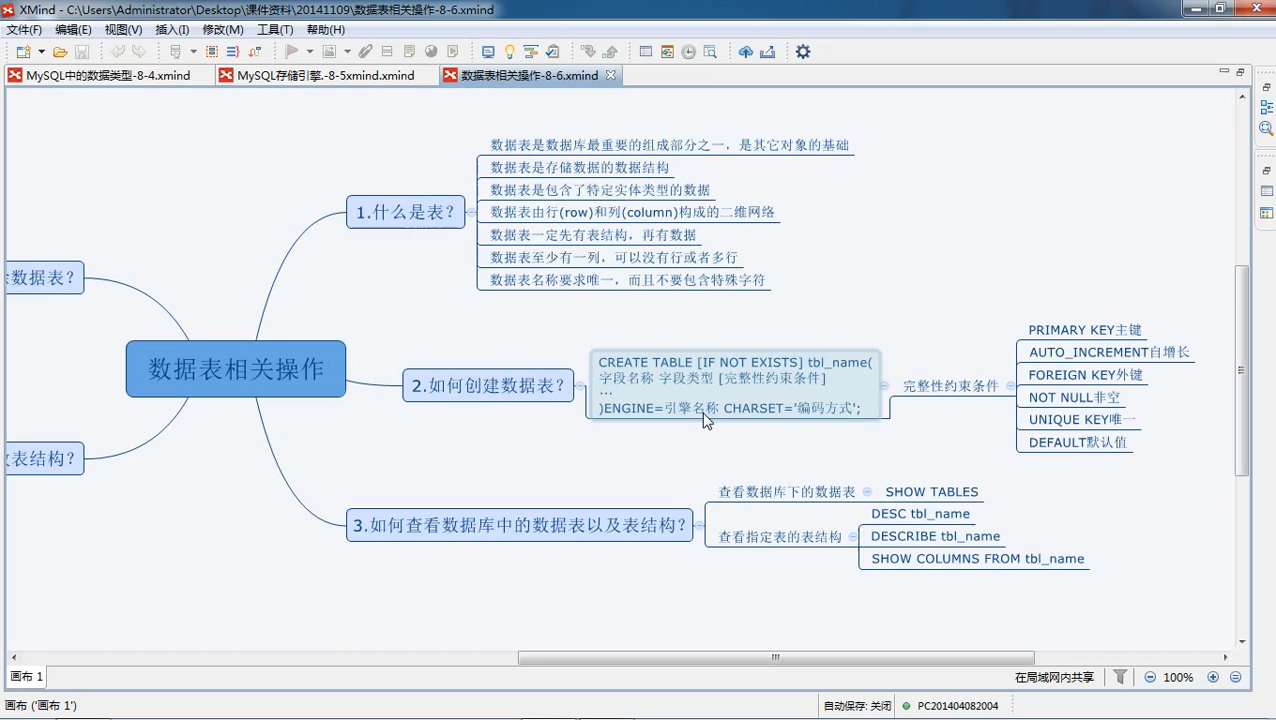 XMind - C:\Users\Administrator\Desktop\课件资料\20141109\数据表相关操作-8-6.xmind
文件(F) 编辑(E) 视图(V) 插入(I) 修改(M) 工具(T) 帮助(H)
MySQL中的数据类型-8-4.xmind
MySQL存储引擎.-8-5xmind.xmind
数据表相关操作-8-6.xmind
数据表是数据库最重要的组成部分之一，是其它对象的基础
数据表是存储数据的数据结构
数据表是包含了特定实体类型的数据
1.什么是表？
数据表由行(row)和列(column)构成的二维网络
数据表一定先有表结构，再有数据
数据表至少有一列，可以没有行或者多行
数据表名称要求唯一，而且不要包含特殊字符
数据表？
数据表相关操作
2.如何创建数据表？
CREATE TABLE [IF NOT EXISTS] tbl_name(
字段名称 字段类型 [完整性约束条件]
...
)ENGINE=引擎名称 CHARSET='编码方式';
完整性约束条件
PRIMARY KEY主键
AUTO_INCREMENT自增长
FOREIGN KEY外键
NOT NULL非空
UNIQUE KEY唯一
DEFAULT默认值
表结构？
3.如何查看数据库中的数据表以及表结构？
查看数据库下的数据表
SHOW TABLES
查看指定表的表结构
DESC tbl_name
DESCRIBE tbl_name
SHOW COLUMNS FROM tbl_name
画布 1
在局域网内共享
100%
画布 ('画布 1')
自动保存: 关闭
PC201404082004